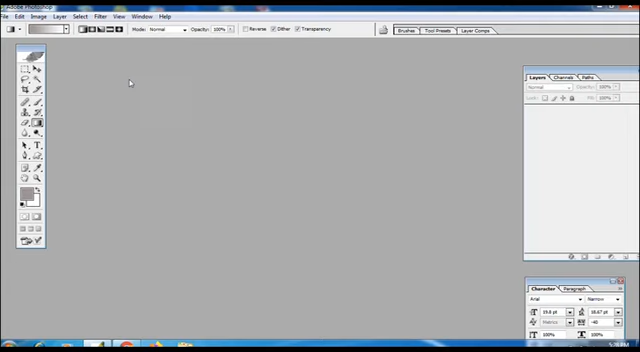 Adobe Photoshop
File Edit Image Layer Select Filter View Window Help
Mode: Normal Opacity: 100% Reverse Dither Transparency Brushes Tool Presets Layer Comps
Layers Channels Paths
Normal Opacity: 100%
Lock: Fill: 100%
Character Paragraph
Arial Narrow
19.8 pt 18.67 pt
Metrics -40
100% 100%
5:28 PM